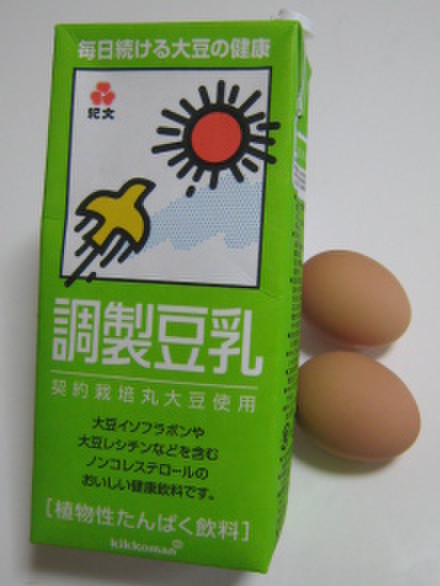 毎日続ける大豆の健康
紀文
調製豆乳
契約栽培丸大豆使用
大豆イソフラボンや
大豆レシチンなどを含む
ノンコレステロールの
おいしい健康飲料です。
[植物性たんぱく飲料]
kikkoman